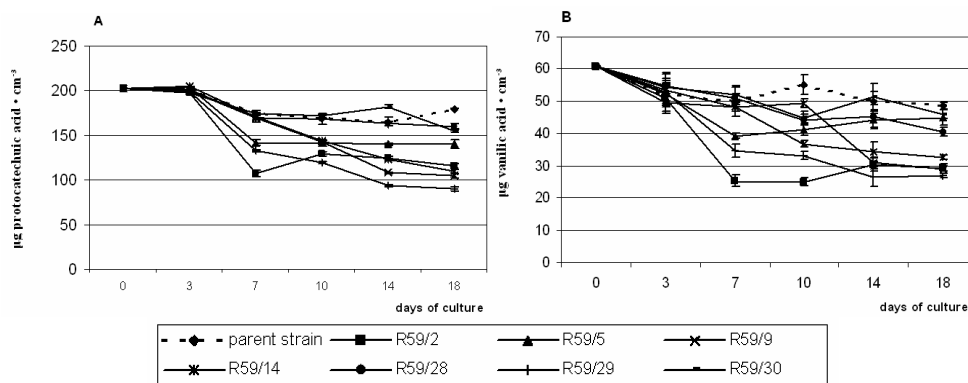 A
µg protocatechnic acid · cm⁻³
250
200
150
100
50
0
0 3 7 10 14 18
days of culture
B
µg vanilic acid · cm⁻³
70
60
50
40
30
20
10
0
0 3 7 10 14 18
days of culture
parent strain R59/2 R59/5 R59/9
R59/14 R59/28 R59/29 R59/30